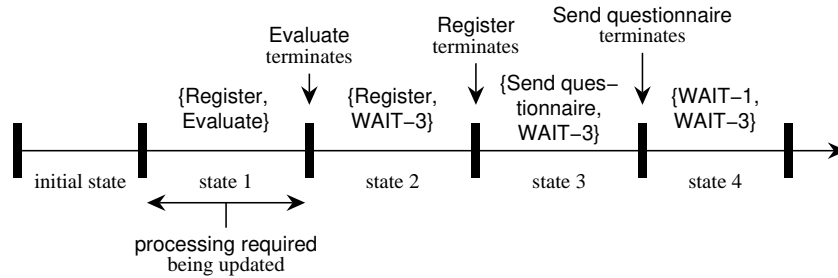 Evaluate
terminates
Register
terminates
Send questionnaire
terminates
{Register,
Evaluate}
{Register,
WAIT−3}
{Send ques−
tionnaire,
WAIT−3}
{WAIT−1,
WAIT−3}
initial state
state 1
state 2
state 3
state 4
processing required
being updated